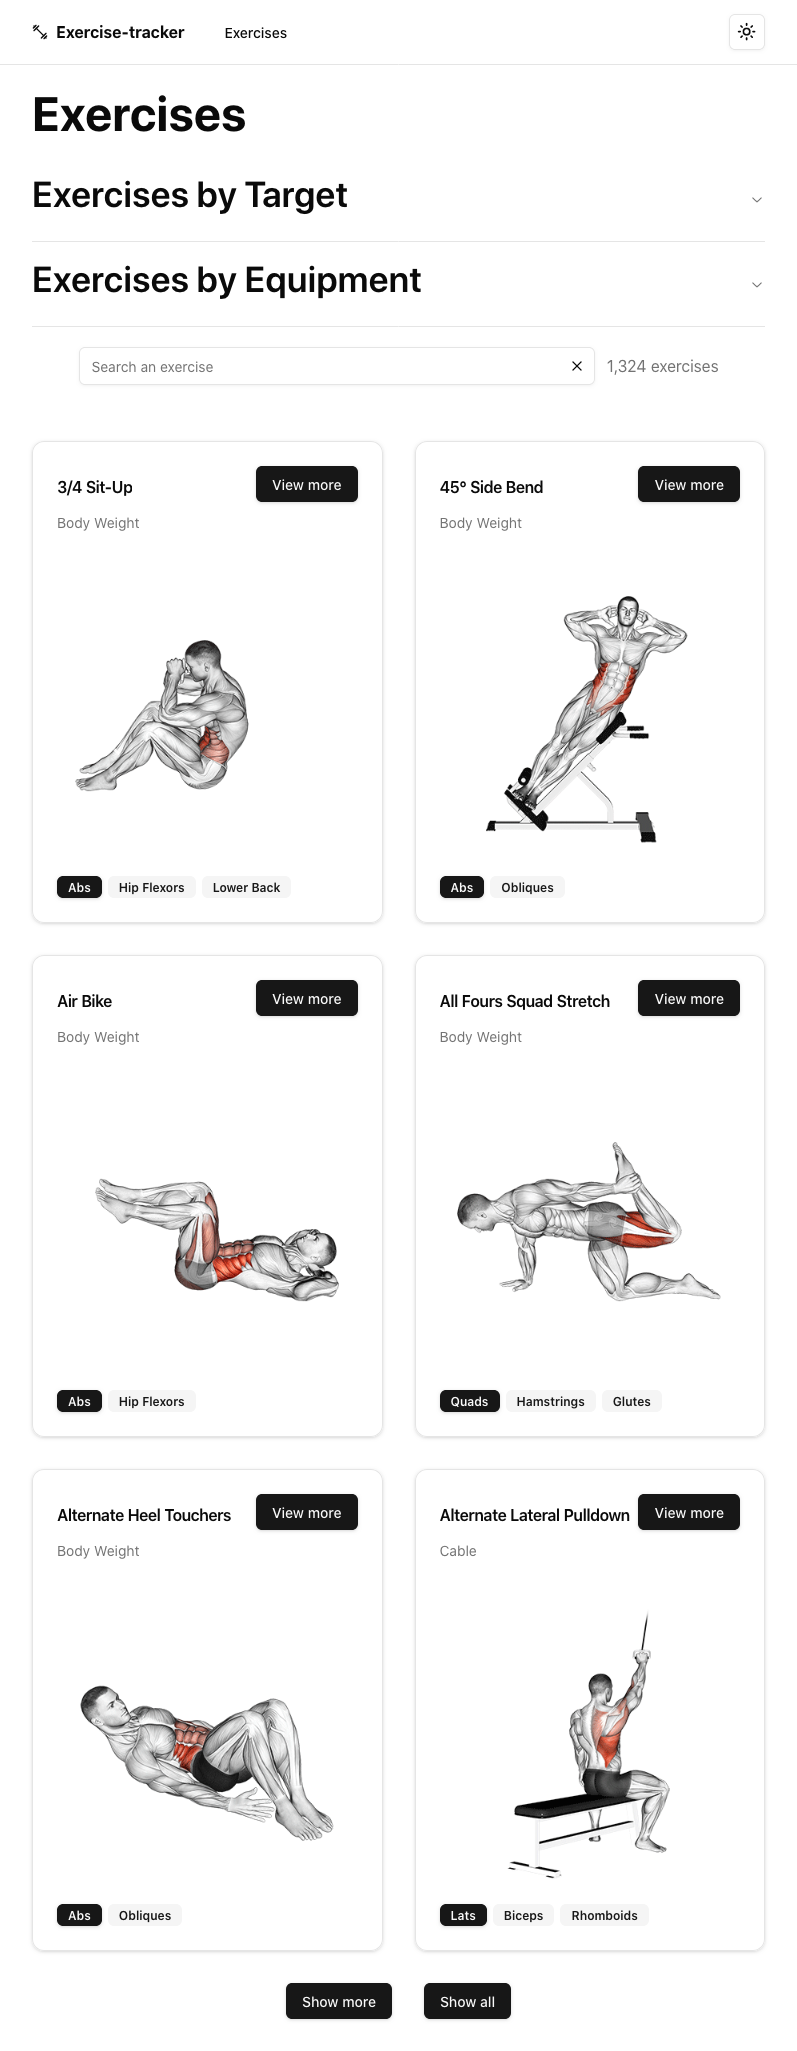 Exercise-tracker
Exercises
Exercises
Exercises by Target
Exercises by Equipment
Search an exercise
1,324 exercises
3/4 Sit-Up
View more
Body Weight
Abs
Hip Flexors
Lower Back
45° Side Bend
View more
Body Weight
Abs
Obliques
Air Bike
View more
Body Weight
Abs
Hip Flexors
All Fours Squad Stretch
View more
Body Weight
Quads
Hamstrings
Glutes
Alternate Heel Touchers
View more
Body Weight
Abs
Obliques
Alternate Lateral Pulldown
View more
Cable
Lats
Biceps
Rhomboids
Show more
Show all